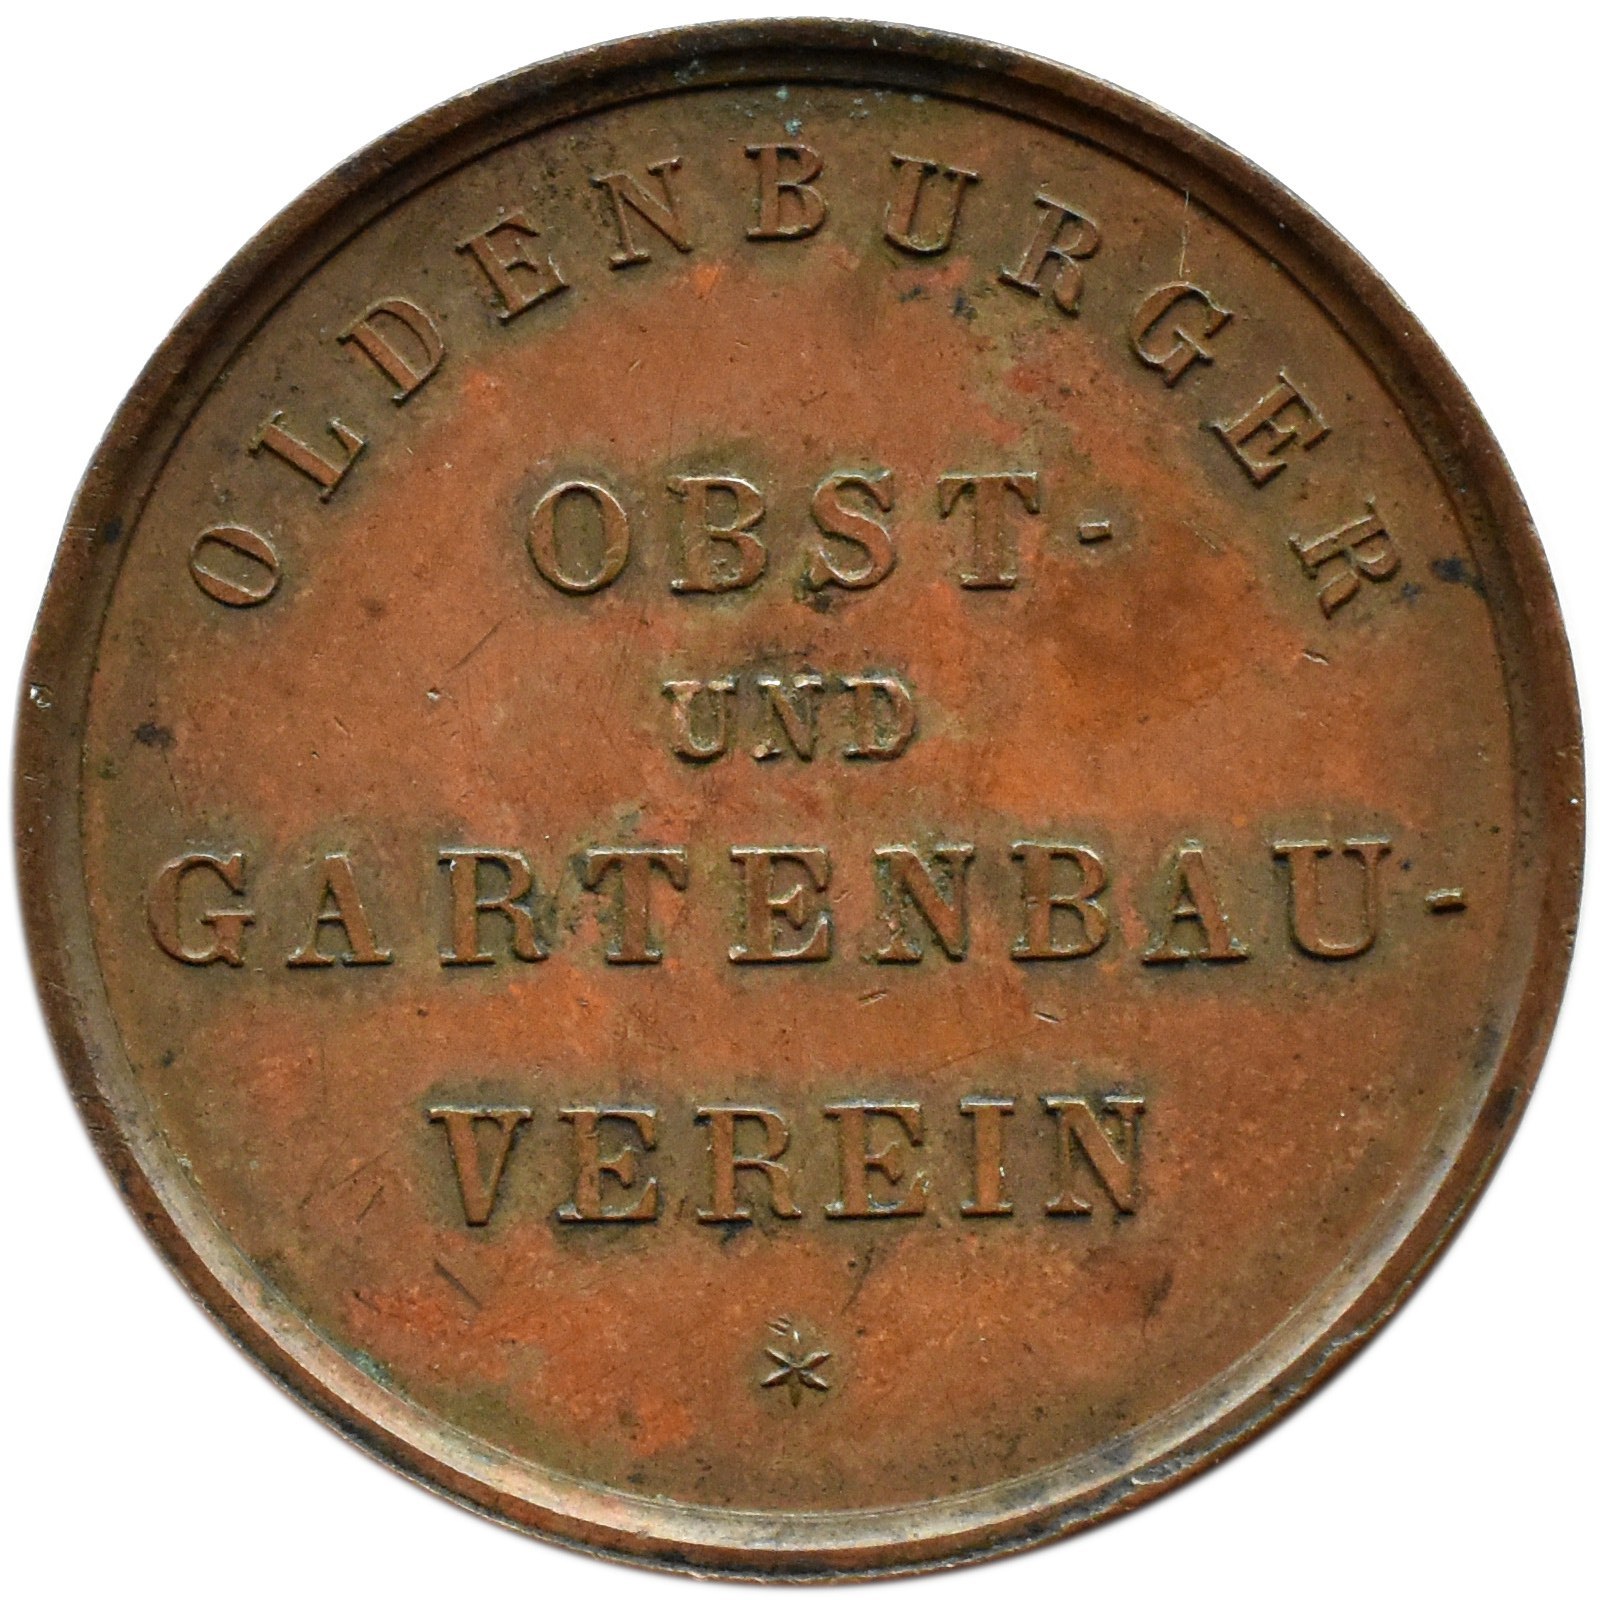 OLDENBURGER
OBST-
UND
GARTENBAU-
VEREIN